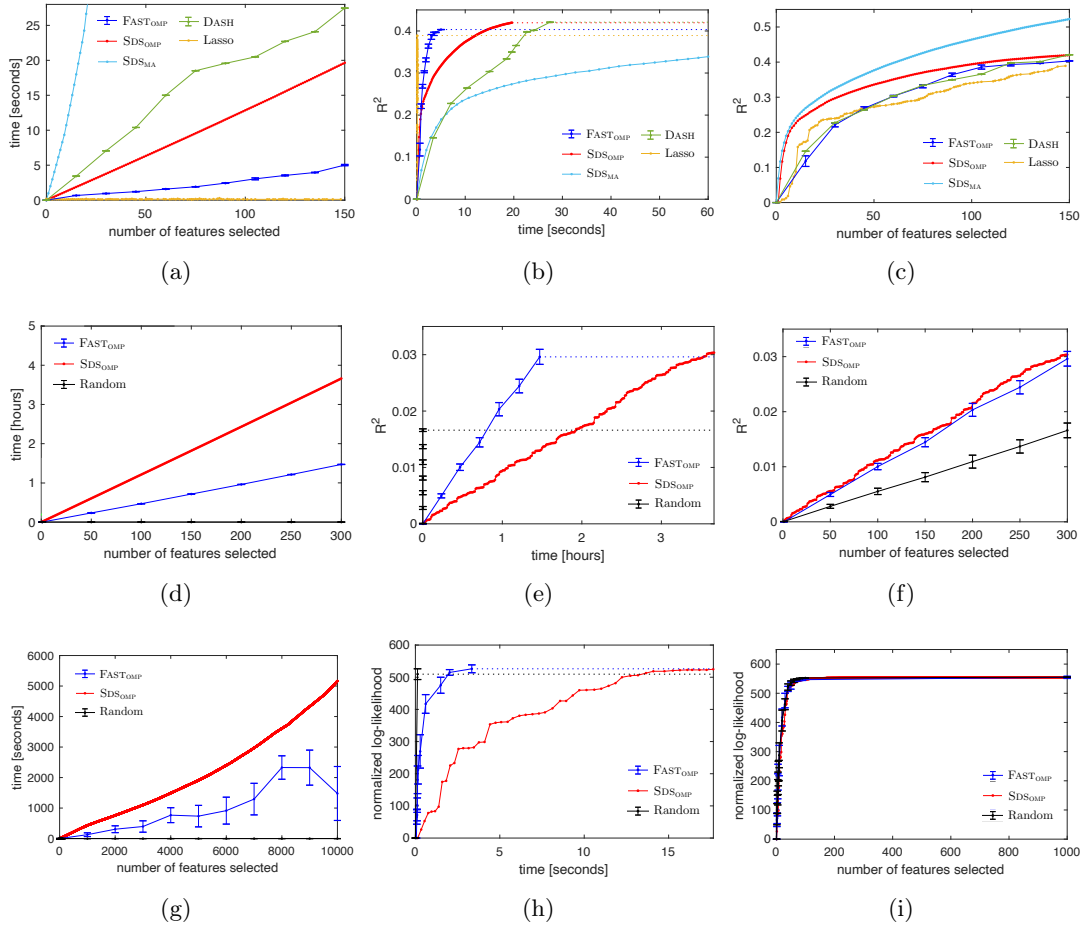 25
20
15
10
5
0
time [seconds]
FAST_OMP
SDS_OMP
SDS_MA
DASH
Lasso
0 50 100 150
number of features selected
(a)
0.4
0.3
0.2
0.1
0
R²
FAST_OMP
SDS_OMP
SDS_MA
DASH
Lasso
0 10 20 30 40 50 60
time [seconds]
(b)
0.5
0.4
0.3
0.2
0.1
0
R²
FAST_OMP
SDS_OMP
SDS_MA
DASH
Lasso
0 50 100 150
number of features selected
(c)
5
4
3
2
1
0
time [hours]
FAST_OMP
SDS_OMP
Random
0 50 100 150 200 250 300
number of features selected
(d)
0.03
0.02
0.01
0
R²
FAST_OMP
SDS_OMP
Random
0 1 2 3
time [hours]
(e)
0.03
0.02
0.01
0
R²
FAST_OMP
SDS_OMP
Random
0 50 100 150 200 250 300
number of features selected
(f)
6000
5000
4000
3000
2000
1000
0
time [seconds]
FAST_OMP
SDS_OMP
Random
0 2000 4000 6000 8000 10000
number of features selected
(g)
600
500
400
300
200
100
0
normalized log-likelihood
FAST_OMP
SDS_OMP
Random
0 5 10 15
time [seconds]
(h)
600
500
400
300
200
100
0
normalized log-likelihood
FAST_OMP
SDS_OMP
Random
0 200 400 600 800 1000
number of features selected
(i)